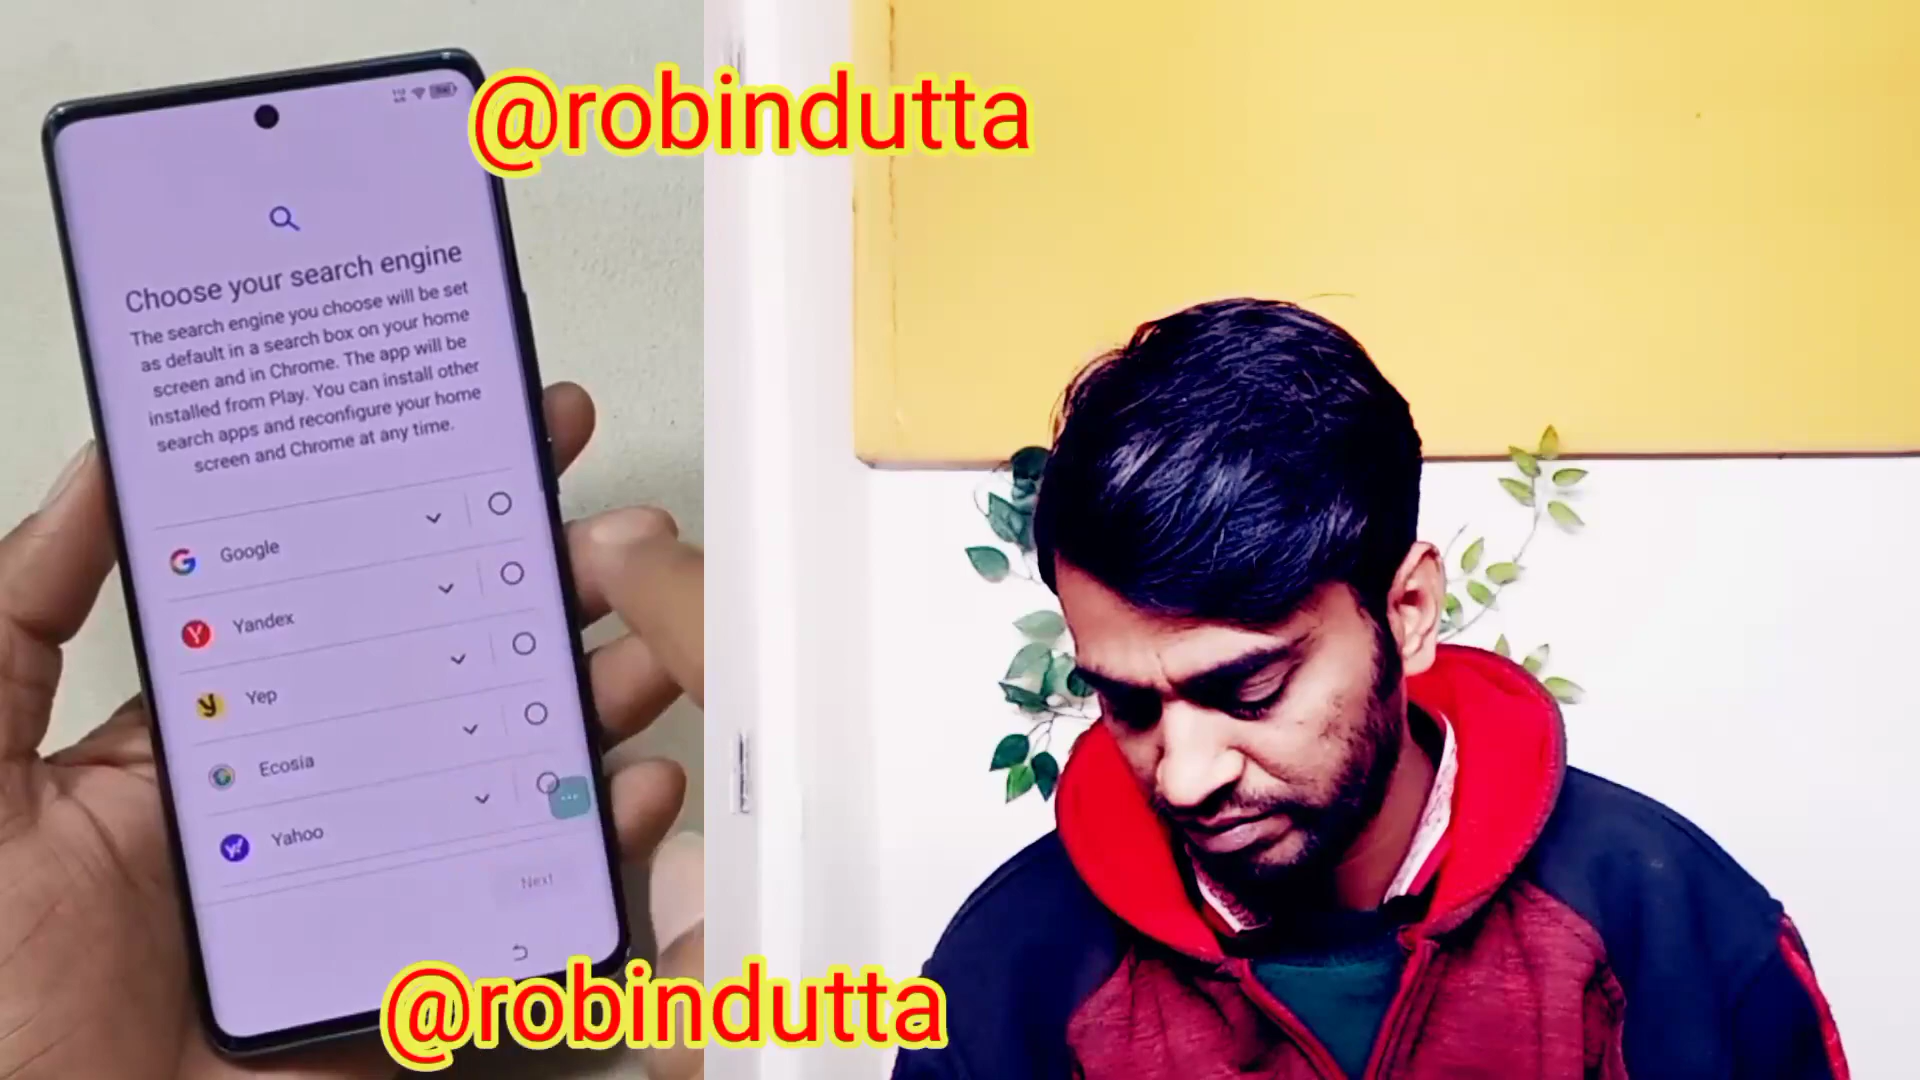 @robindutta
Choose your search engine
The search engine you choose will be set
as default in a search box on your home
screen and in Chrome. The app will be
installed from Play. You can install other
search apps and reconfigure your home
screen and Chrome at any time.
Google
Yandex
Yep
Ecosia
Yahoo
Next
@robindutta